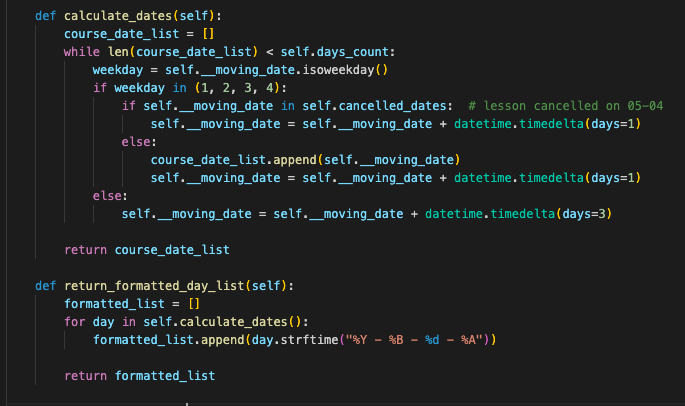 def calculate_dates(self):
    course_date_list = []
    while len(course_date_list) < self.days_count:
        weekday = self.__moving_date.isoweekday()
        if weekday in (1, 2, 3, 4):
            if self.__moving_date in self.cancelled_dates:  # lesson cancelled on 05-04
                self.__moving_date = self.__moving_date + datetime.timedelta(days=1)
            else:
                course_date_list.append(self.__moving_date)
                self.__moving_date = self.__moving_date + datetime.timedelta(days=1)
        else:
            self.__moving_date = self.__moving_date + datetime.timedelta(days=3)

    return course_date_list

def return_formatted_day_list(self):
    formatted_list = []
    for day in self.calculate_dates():
        formatted_list.append(day.strftime("%Y - %B - %d - %A"))

    return formatted_list